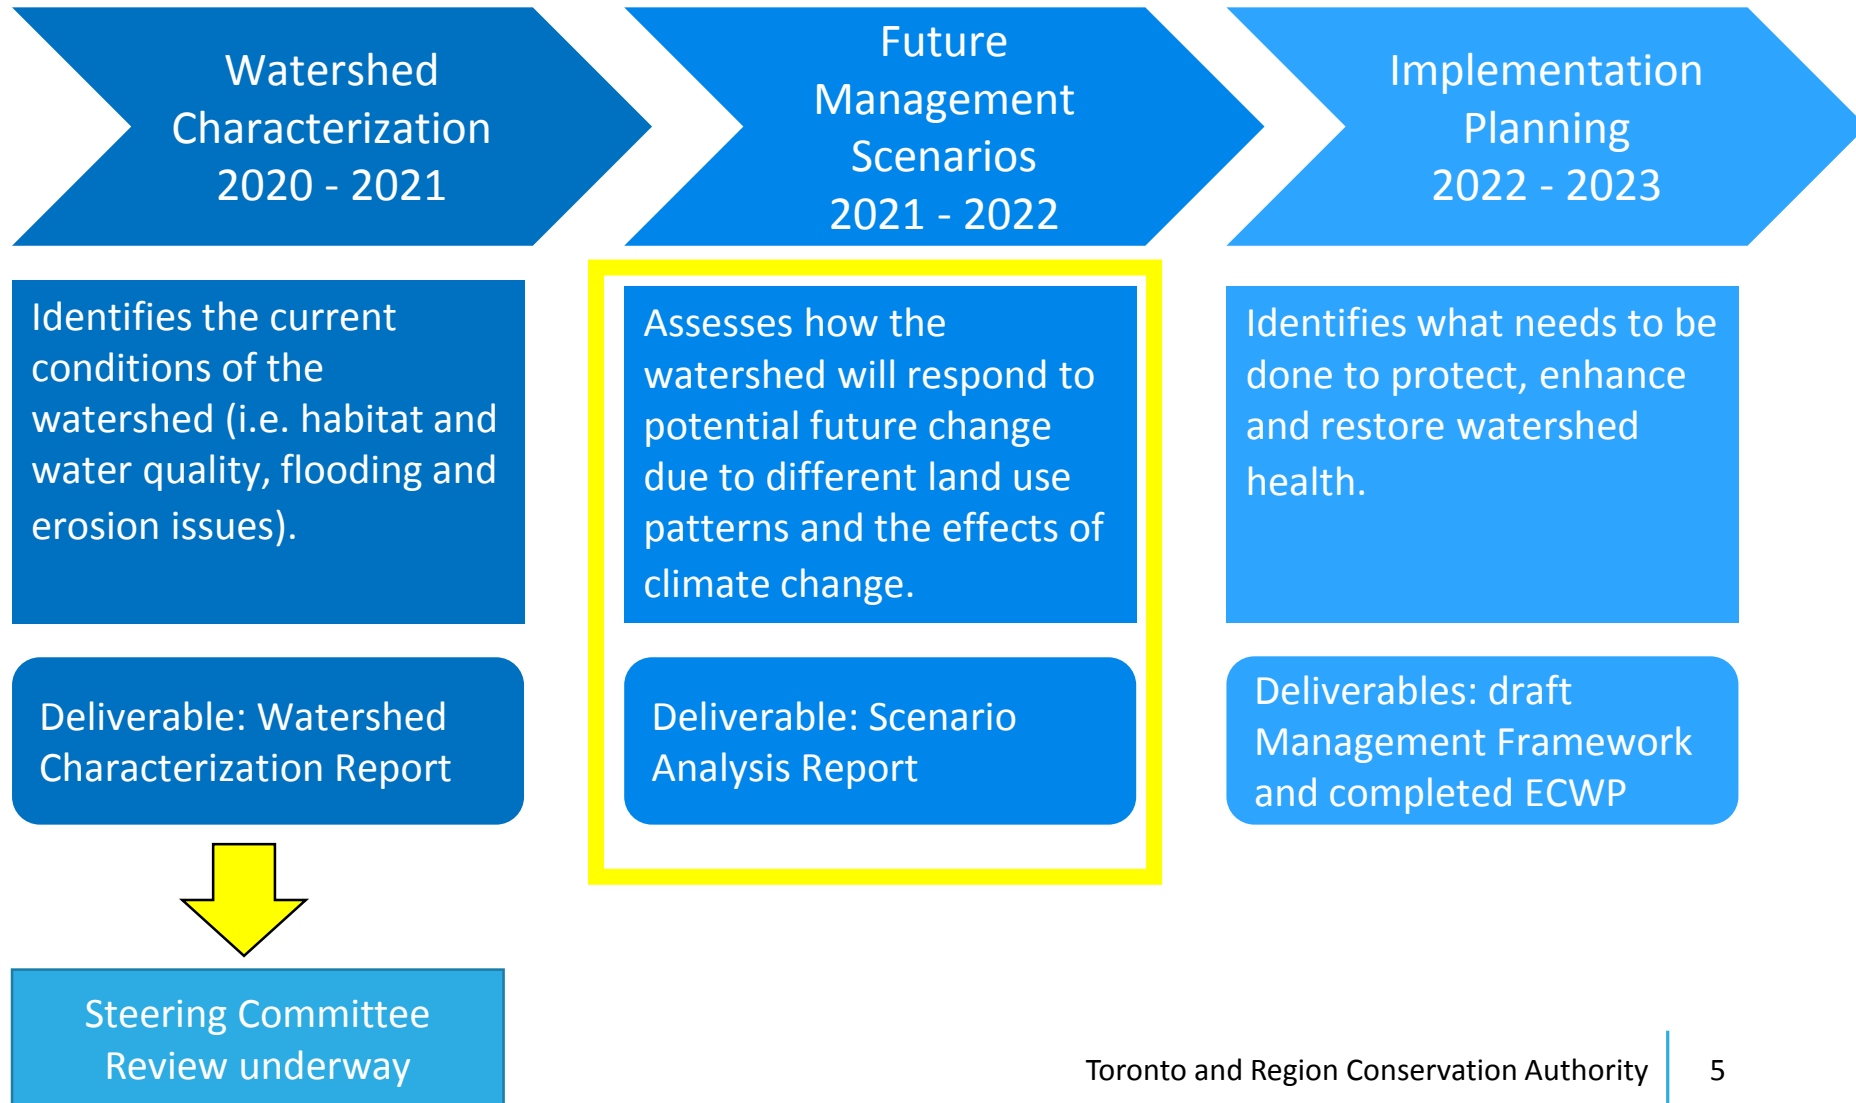 Watershed
Characterization
2020 - 2021
Future
Management
Scenarios
2021 - 2022
Implementation
Planning
2022 - 2023
Identifies the current
conditions of the
watershed (i.e. habitat and
water quality, flooding and
erosion issues).
Assesses how the
watershed will respond to
potential future change
due to different land use
patterns and the effects of
climate change.
Identifies what needs to be
done to protect, enhance
and restore watershed
health.
Deliverable: Watershed
Characterization Report
Deliverable: Scenario
Analysis Report
Deliverables: draft
Management Framework
and completed ECWP
Steering Committee
Review underway
Toronto and Region Conservation Authority 5